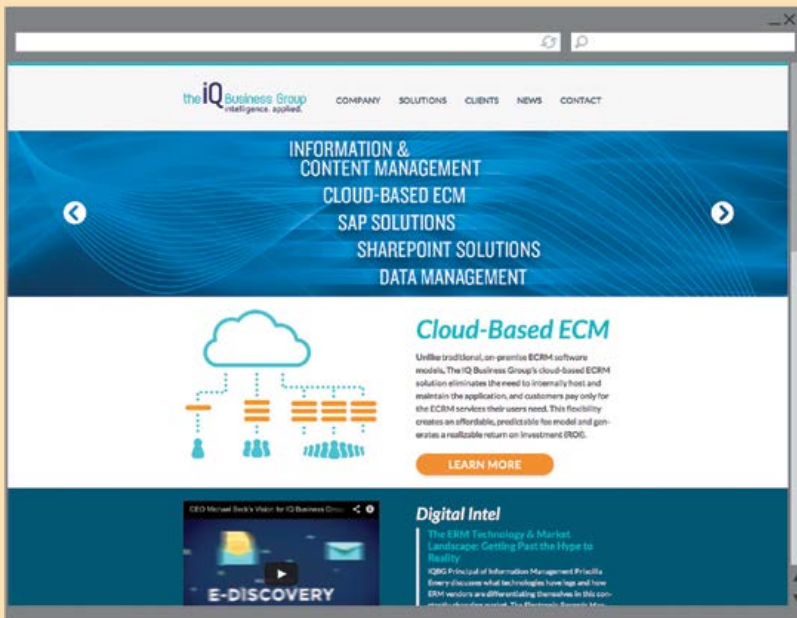 the iQ Business Group
intelligence. applied.
COMPANY SOLUTIONS CLIENTS NEWS CONTACT
INFORMATION &
CONTENT MANAGEMENT
CLOUD-BASED ECM
SAP SOLUTIONS
SHAREPOINT SOLUTIONS
DATA MANAGEMENT
Cloud-Based ECM
Unlike traditional, on-premise ECRM software
models, The IQ Business Group's cloud-based ECRM
solution eliminates the need to internally host and
maintain the application, and customers pay only for
the ECRM services their users need. This flexibility
creates an affordable, predictable fee model and gen-
erates a realizable return on investment (ROI).
LEARN MORE
CEO Michael Beck's Vision for IQ Business
E-DISCOVERY
Digital Intel
The ERM Technology & Market
Landscape: Getting Past the Hype to
Reality
IQBG Principal of Information Management Priscilla
Emery discusses what technologies have legs and how
ERM vendors are differentiating themselves in this con-